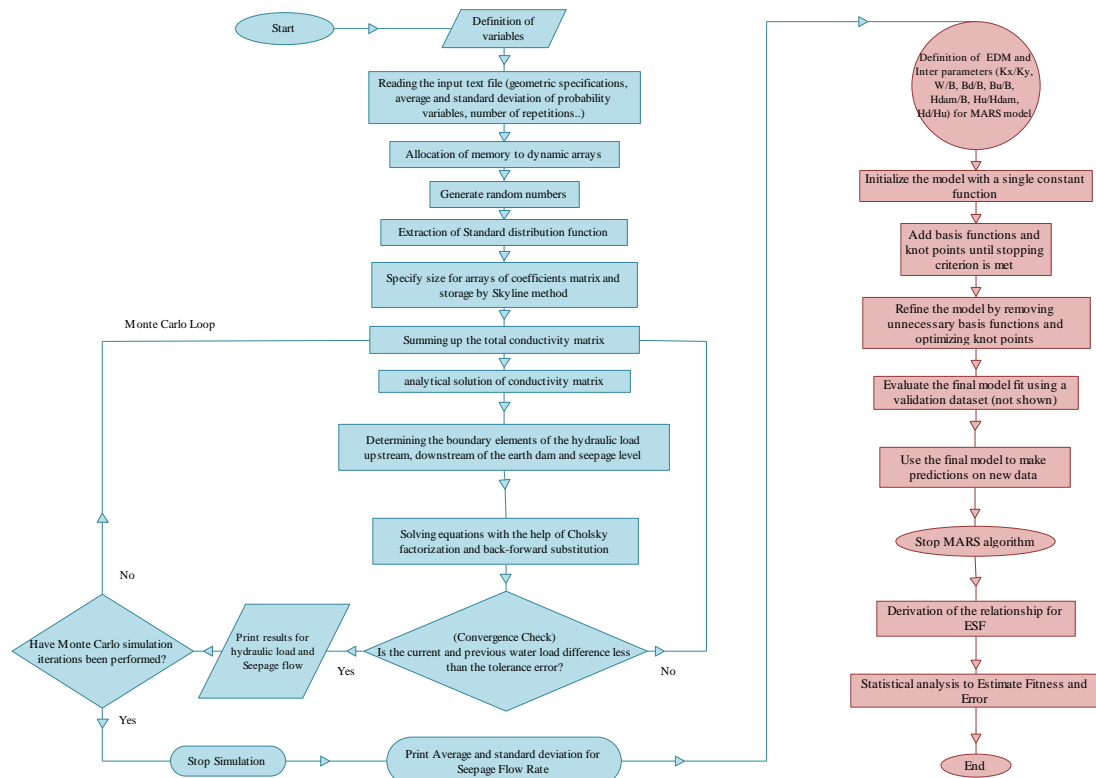 Start
Definition of
variables
Reading the input text file (geometric specifications,
average and standard deviation of probability
variables, number of repetitions..)
Allocation of memory to dynamic arrays
Generate random numbers
Extraction of Standard distribution function
Specify size for arrays of coefficients matrix and
storage by Skyline method
Monte Carlo Loop
Summing up the total conductivity matrix
analytical solution of conductivity matrix
Determining the boundary elements of the hydraulic load
upstream, downstream of the earth dam and seepage level
Solving equations with the help of Cholsky
factorization and back-forward substitution
(Convergence Check)
Is the current and previous water load difference less
than the tolerance error?
No
Yes
Print results for
hydraulic load and
Seepage flow
Have Monte Carlo simulation
iterations been performed?
No
Yes
Stop Simulation
Print Average and standard deviation for
Seepage Flow Rate
Definition of EDM and
Inter parameters (Kx/Ky,
W/B, Bd/B, Bu/B,
Hdam/B, Hu/Hdam,
Hd/Hu) for MARS model
Initialize the model with a single constant
function
Add basis functions and
knot points until stopping
criterion is met
Refine the model by removing
unnecessary basis functions and
optimizing knot points
Evaluate the final model fit using a
validation dataset (not shown)
Use the final model to make
predictions on new data
Stop MARS algorithm
Derivation of the relationship for
ESF
Statistical analysis to Estimate Fitness and
Error
End